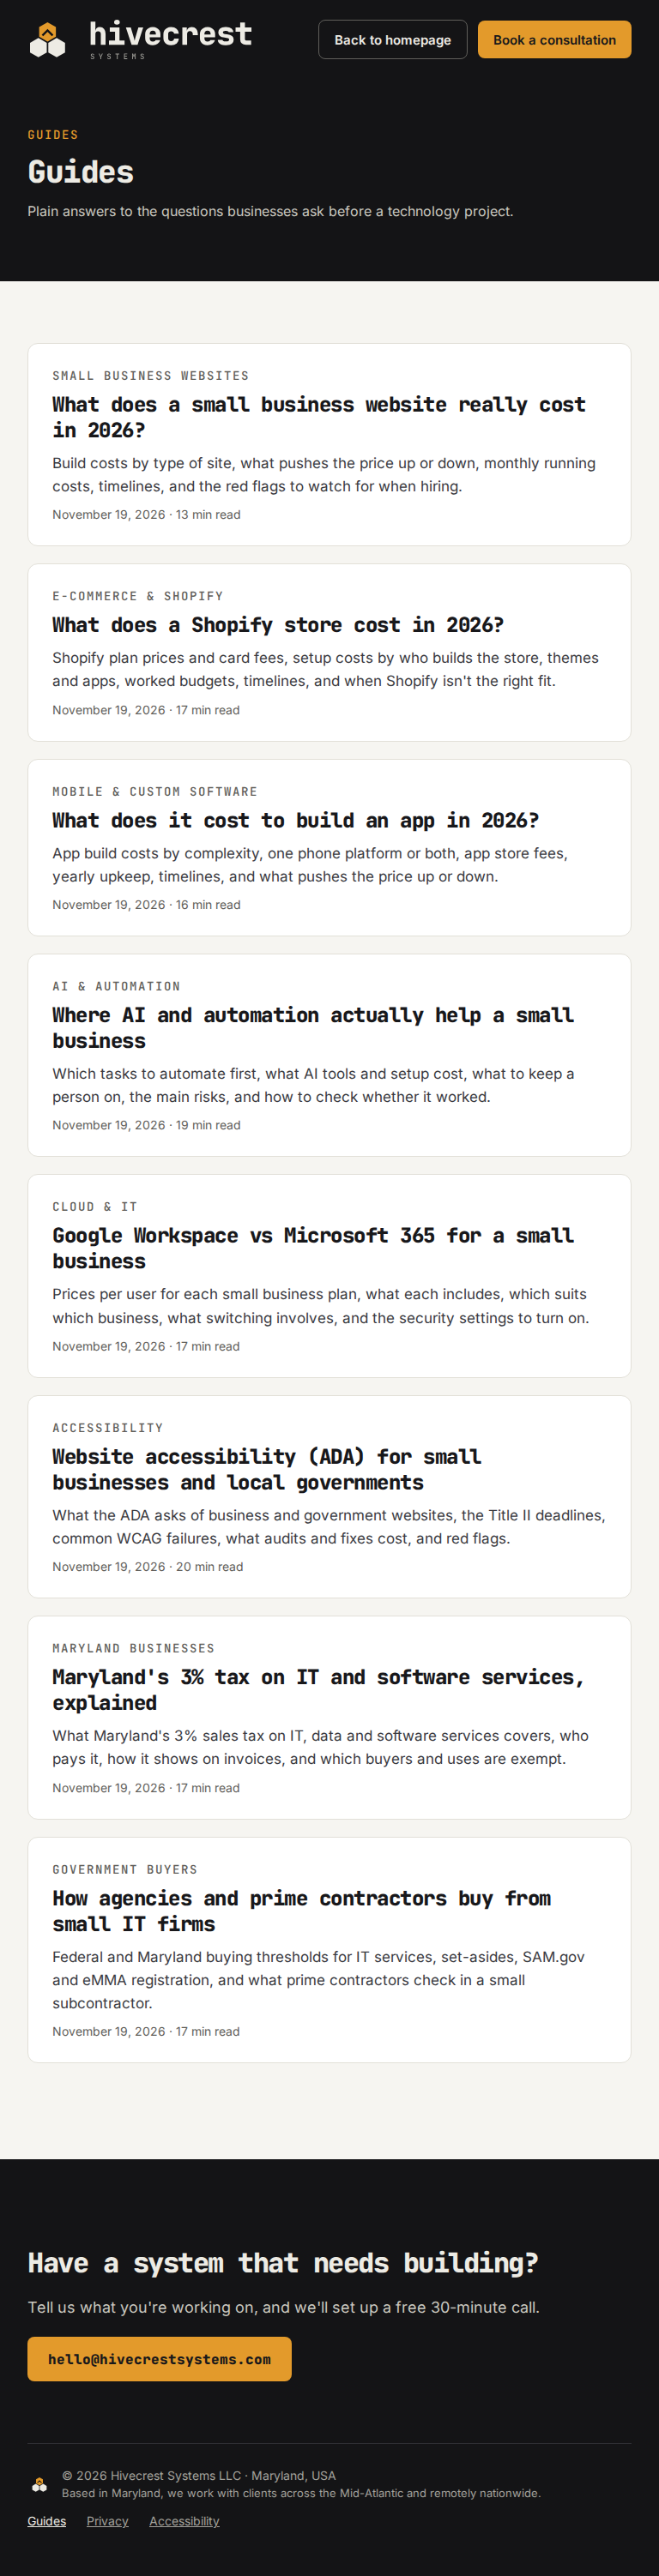 hivecrest
SYSTEMS
Back to homepage
Book a consultation
GUIDES
Guides
Plain answers to the questions businesses ask before a technology project.
SMALL BUSINESS WEBSITES
What does a small business website really cost
in 2026?
Build costs by type of site, what pushes the price up or down, monthly running
costs, timelines, and the red flags to watch for when hiring.
November 19, 2026 · 13 min read
E-COMMERCE & SHOPIFY
What does a Shopify store cost in 2026?
Shopify plan prices and card fees, setup costs by who builds the store, themes
and apps, worked budgets, timelines, and when Shopify isn't the right fit.
November 19, 2026 · 17 min read
MOBILE & CUSTOM SOFTWARE
What does it cost to build an app in 2026?
App build costs by complexity, one phone platform or both, app store fees,
yearly upkeep, timelines, and what pushes the price up or down.
November 19, 2026 · 16 min read
AI & AUTOMATION
Where AI and automation actually help a small
business
Which tasks to automate first, what AI tools and setup cost, what to keep a
person on, the main risks, and how to check whether it worked.
November 19, 2026 · 19 min read
CLOUD & IT
Google Workspace vs Microsoft 365 for a small
business
Prices per user for each small business plan, what each includes, which suits
which business, what switching involves, and the security settings to turn on.
November 19, 2026 · 17 min read
ACCESSIBILITY
Website accessibility (ADA) for small
businesses and local governments
What the ADA asks of business and government websites, the Title II deadlines,
common WCAG failures, what audits and fixes cost, and red flags.
November 19, 2026 · 20 min read
MARYLAND BUSINESSES
Maryland's 3% tax on IT and software services,
explained
What Maryland's 3% sales tax on IT, data and software services covers, who
pays it, how it shows on invoices, and which buyers and uses are exempt.
November 19, 2026 · 17 min read
GOVERNMENT BUYERS
How agencies and prime contractors buy from
small IT firms
Federal and Maryland buying thresholds for IT services, set-asides, SAM.gov
and eMMA registration, and what prime contractors check in a small
subcontractor.
November 19, 2026 · 17 min read
Have a system that needs building?
Tell us what you're working on, and we'll set up a free 30-minute call.
hello@hivecrestsystems.com
© 2026 Hivecrest Systems LLC · Maryland, USA
Based in Maryland, we work with clients across the Mid-Atlantic and remotely nationwide.
Guides
Privacy
Accessibility